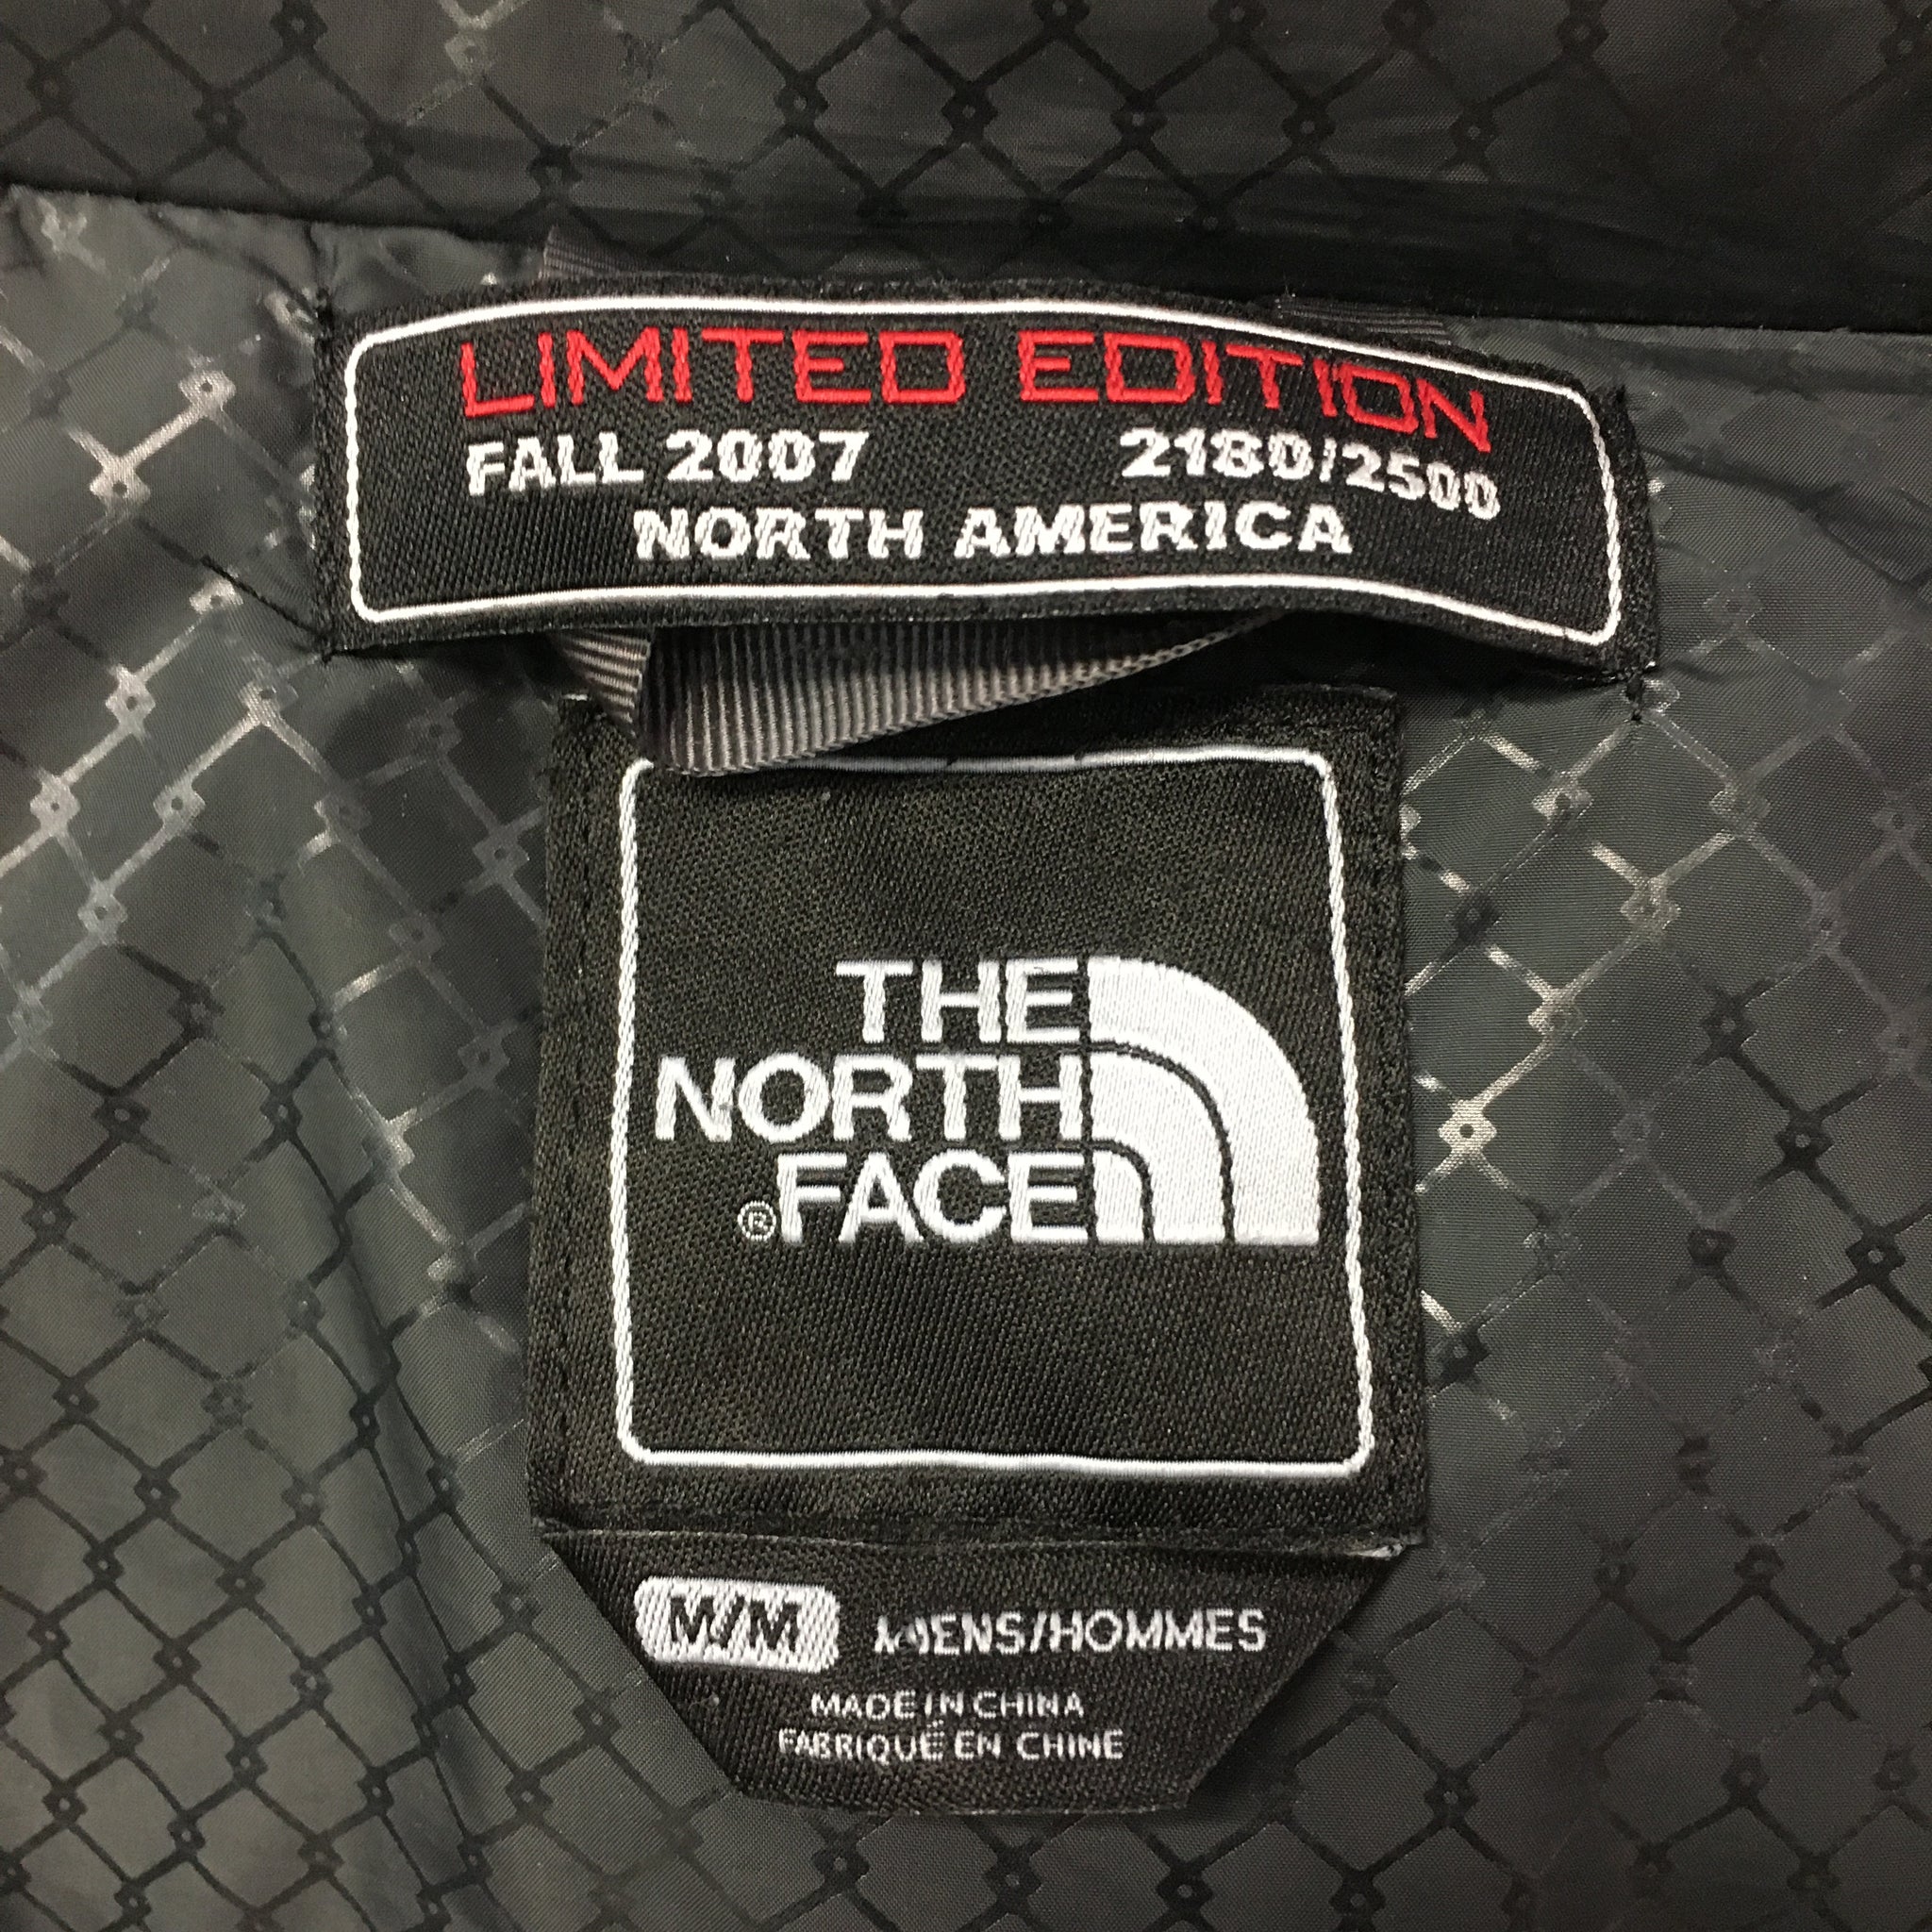 LIMITED EDITION
FALL 2007 2180/2500
NORTH AMERICA
THE
NORTH
®FACE
M/M MENS/HOMMES
MADE IN CHINA
FABRIQUÉ EN CHINE